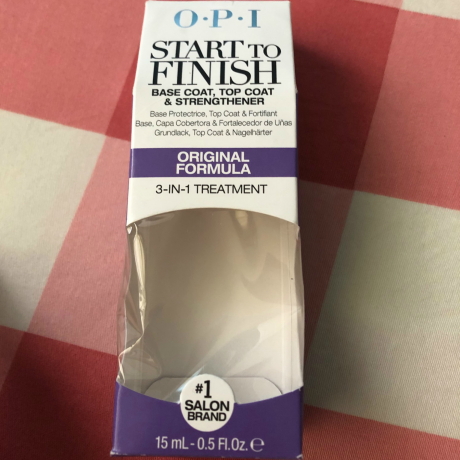 O·P·I
START TO
FINISH
BASE COAT, TOP COAT
& STRENGTHENER
Base Protectrice, Top Coat & Fortifiant
Base, Capa Cobertora & Fortalecedor de Uñas
Grundlack, Top Coat & Nagelhärter
ORIGINAL
FORMULA
3-IN-1 TREATMENT
#1
SALON
BRAND
15 mL - 0.5 Fl.Oz. ℮